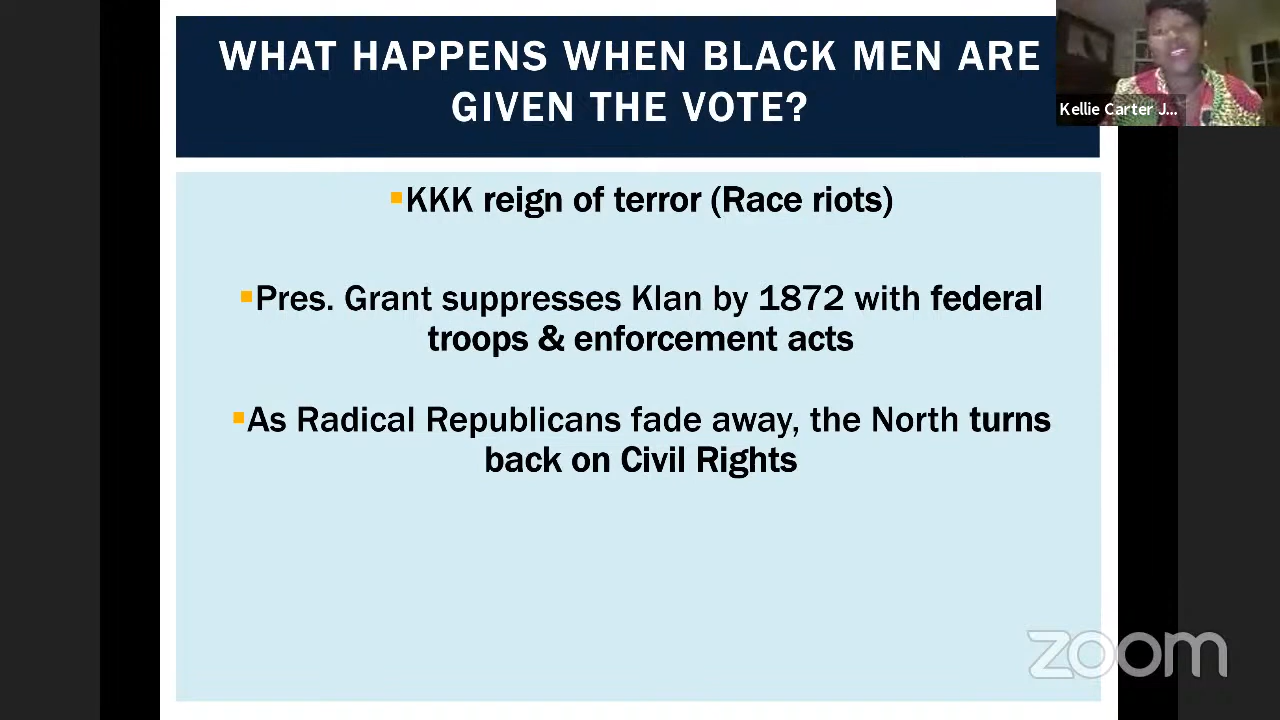 WHAT HAPPENS WHEN BLACK MEN ARE
GIVEN THE VOTE?
Kellie Carter J...
▪KKK reign of terror (Race riots)
▪Pres. Grant suppresses Klan by 1872 with federal
troops & enforcement acts
▪As Radical Republicans fade away, the North turns
back on Civil Rights
zoom